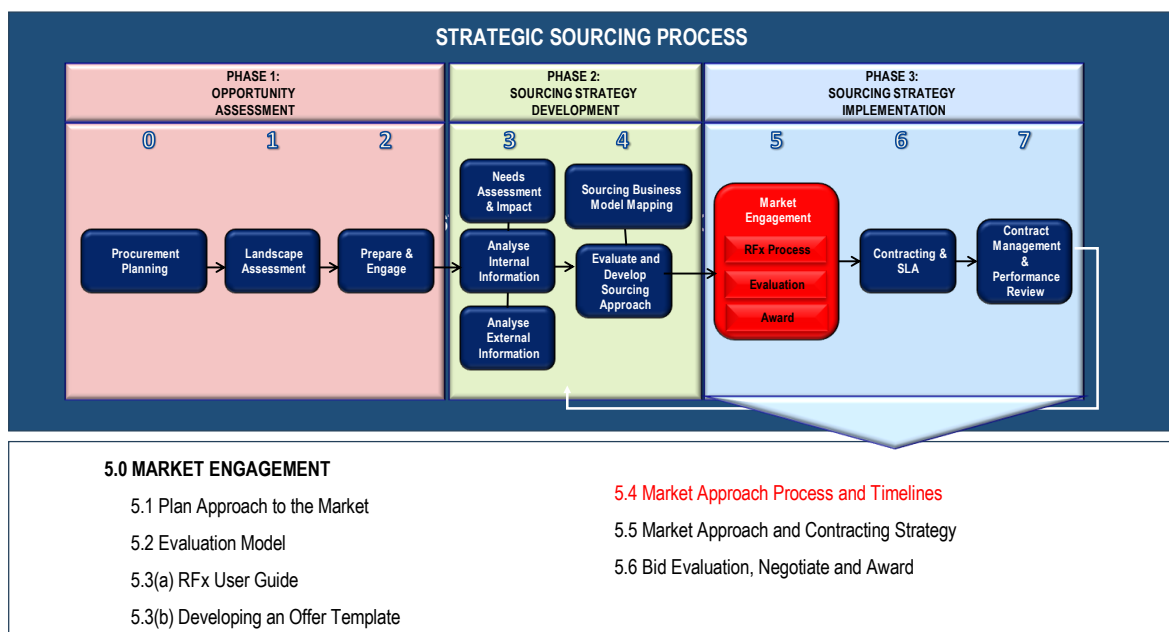 STRATEGIC SOURCING PROCESS
PHASE 1:
OPPORTUNITY
ASSESSMENT
PHASE 2:
SOURCING STRATEGY
DEVELOPMENT
PHASE 3:
SOURCING STRATEGY
IMPLEMENTATION
0
1
2
3
4
5
6
7
Procurement
Planning
Landscape
Assessment
Prepare &
Engage
Needs
Assessment
& Impact
Analyse
Internal
Information
Analyse
External
Information
Sourcing Business
Model Mapping
Evaluate and
Develop
Sourcing
Approach
Market
Engagement
RFx Process
Evaluation
Award
Contracting &
SLA
Contract
Management
&
Performance
Review
5.0 MARKET ENGAGEMENT
5.1 Plan Approach to the Market
5.2 Evaluation Model
5.3(a) RFx User Guide
5.3(b) Developing an Offer Template
5.4 Market Approach Process and Timelines
5.5 Market Approach and Contracting Strategy
5.6 Bid Evaluation, Negotiate and Award